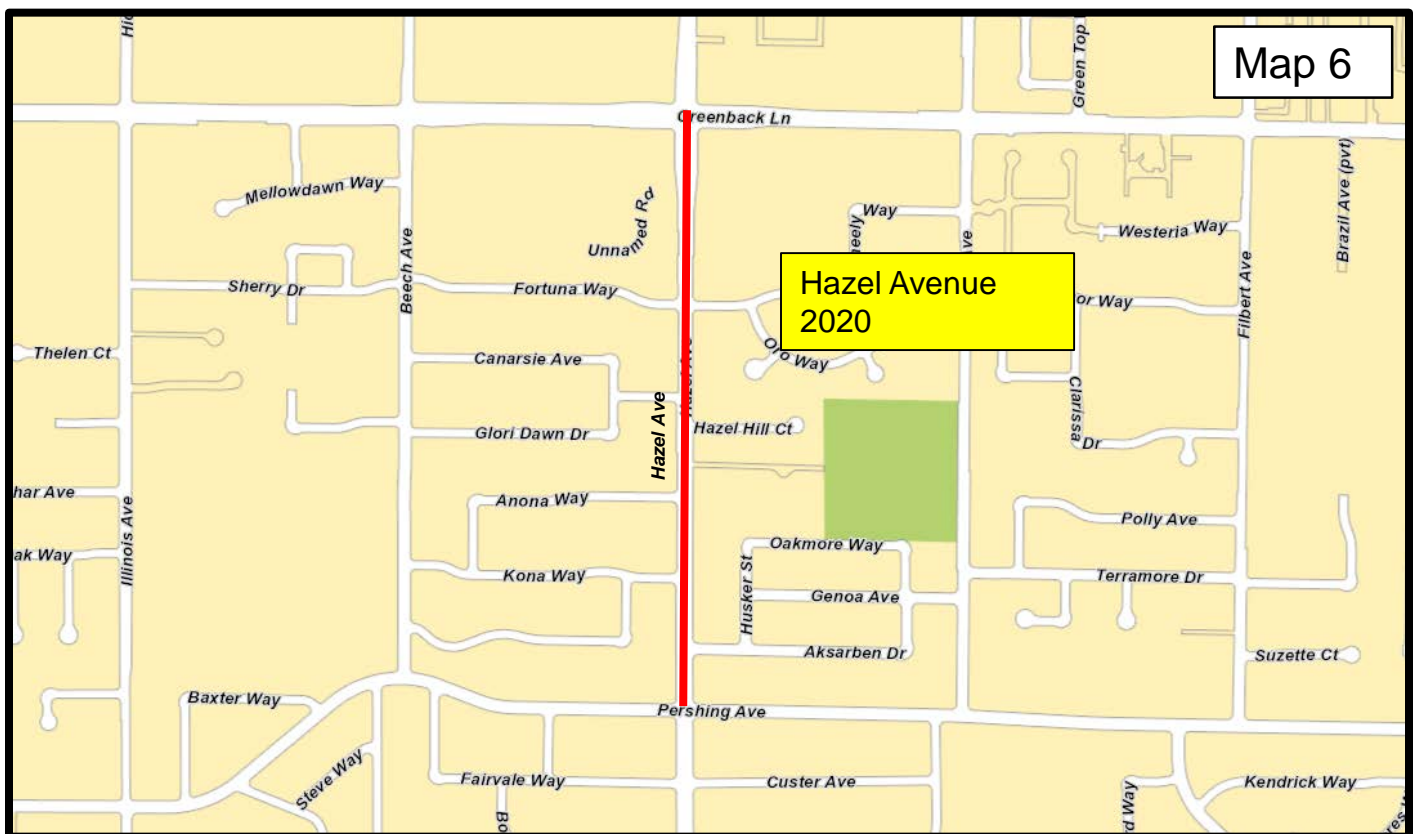 Map 6
Green Top
Greenback Ln
Mellowdawn Way
Unnamed Rd
Way
Westeria Way
Brazil Ave (pvt)
Beech Ave
Sherry Dr
Fortuna Way
Hazel Avenue
2020
Ave
Filbert Ave
Thelen Ct
Canarsie Ave
Oro Way
Clarissa
Dr
Hazel Ave
Glori Dawn Dr
Hazel Hill Ct
Anona Way
Illinois Ave
Polly Ave
Oakmore Way
Kona Way
Husker St
Genoa Ave
Terramore Dr
Aksarben Dr
Suzette Ct
Baxter Way
Pershing Ave
Steve Way
Fairvale Way
Custer Ave
Kendrick Way
Way